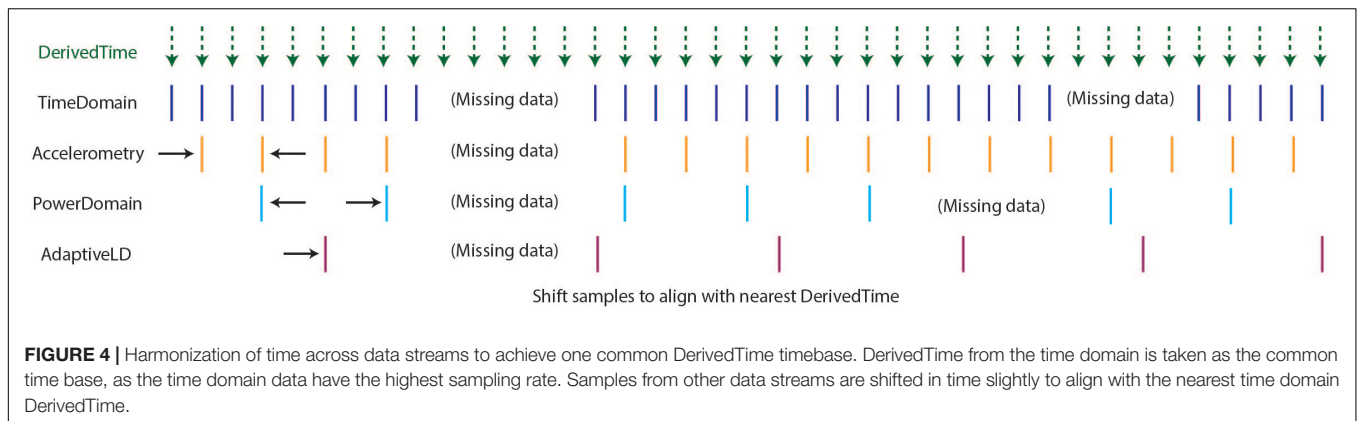 DerivedTime
TimeDomain (Missing data) (Missing data)
Accelerometry (Missing data)
PowerDomain (Missing data) (Missing data)
AdaptiveLD (Missing data)
Shift samples to align with nearest DerivedTime
FIGURE 4 | Harmonization of time across data streams to achieve one common DerivedTime timebase. DerivedTime from the time domain is taken as the common
time base, as the time domain data have the highest sampling rate. Samples from other data streams are shifted in time slightly to align with the nearest time domain
DerivedTime.